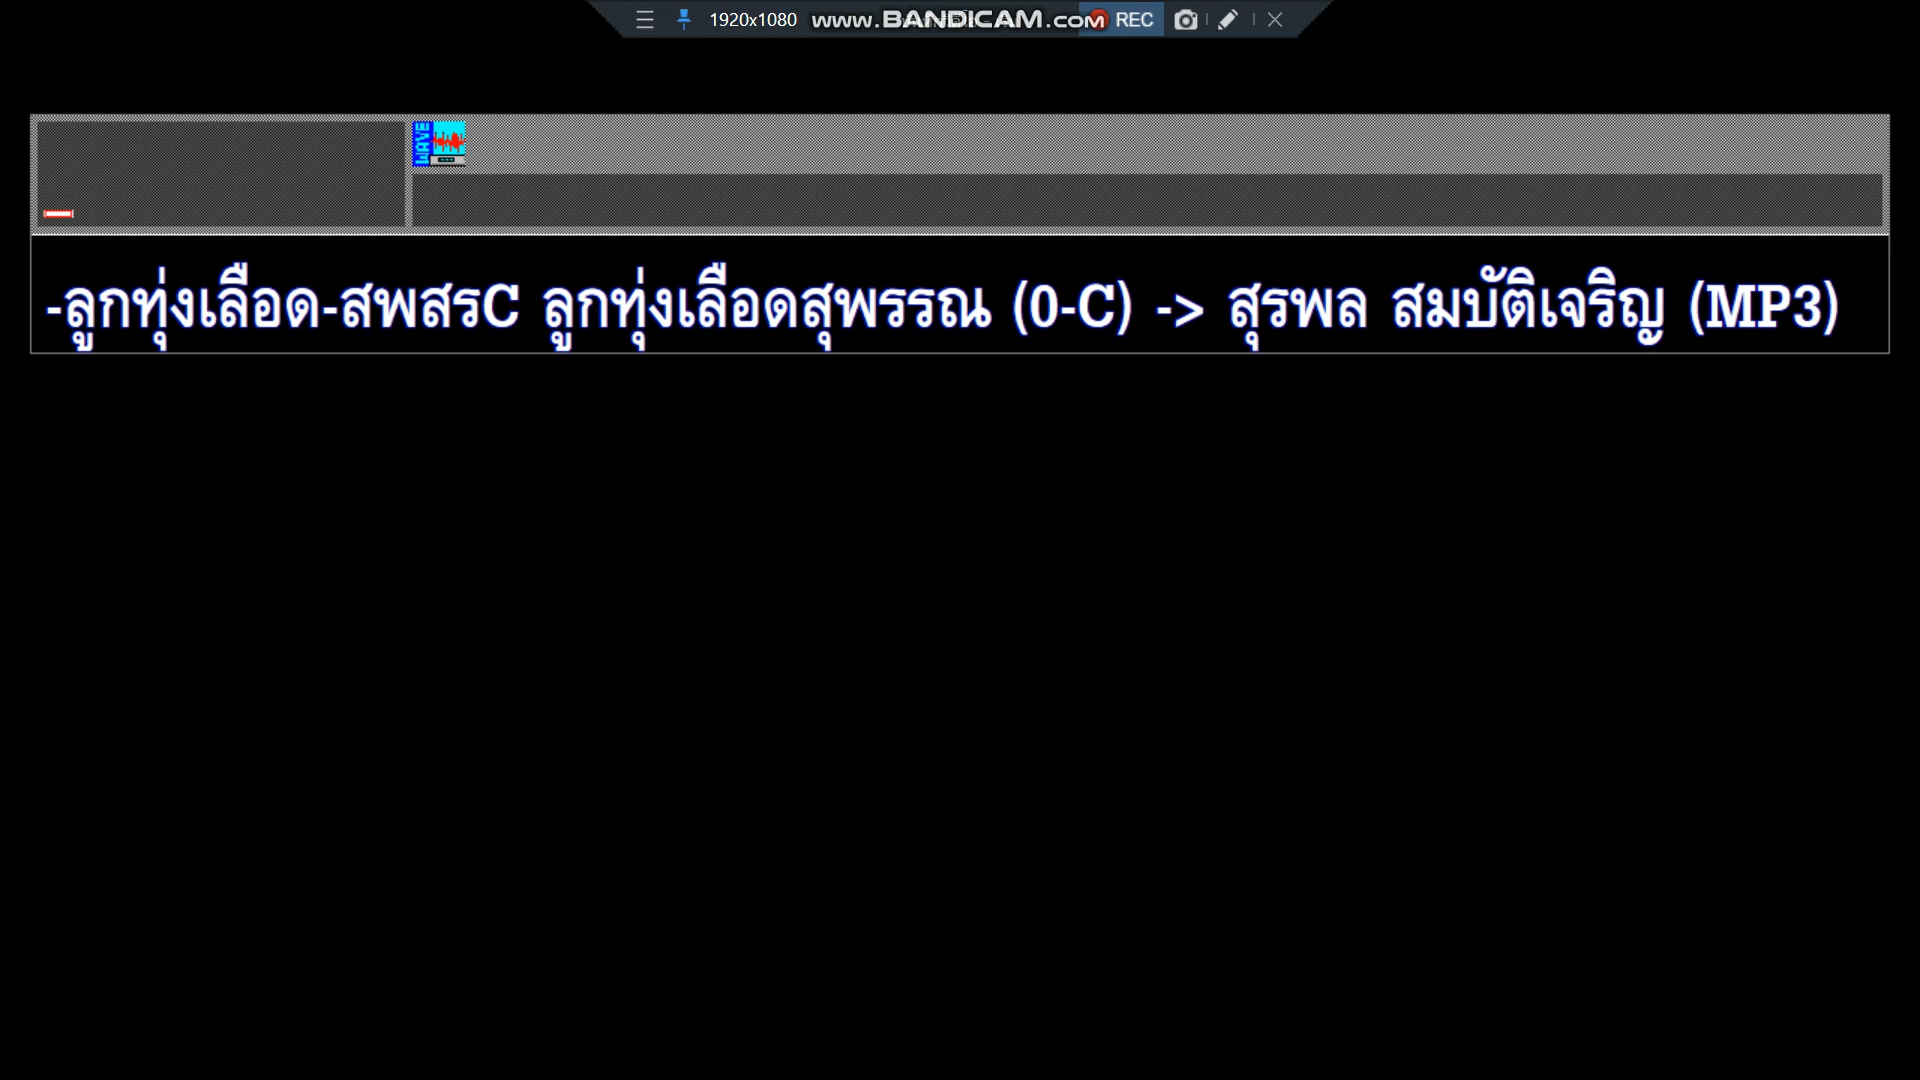 1920x1080 www.BANDICAM.com REC
WAVE
-ลูกทุ่งเลือด-สพสรC ลูกทุ่งเลือดสุพรรณ (0-C) -> สุรพล สมบัติเจริญ (MP3)